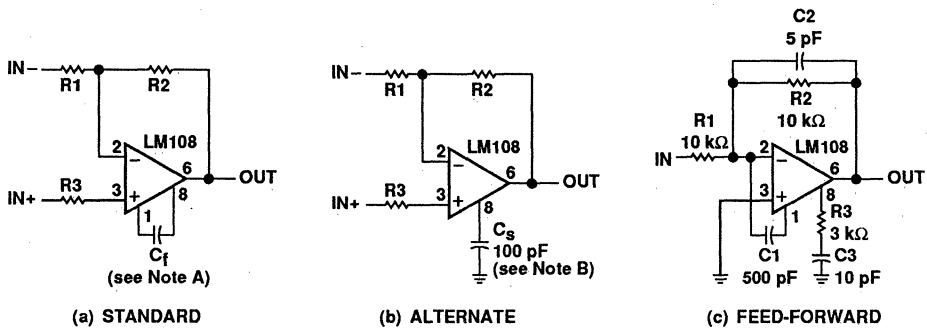 IN−
R1
R2
LM108
2
−
6
OUT
R3
IN+
3
+
8
1
Cf
(see Note A)
(a) STANDARD
IN−
R1
R2
LM108
2
−
6
OUT
R3
IN+
3
+
8
Cs
100 pF
(see Note B)
(b) ALTERNATE
C2
5 pF
R2
10 kΩ
R1
10 kΩ
LM108
IN
2
−
6
OUT
3
+
8
1
R3
3 kΩ
C1
500 pF
C3
10 pF
(c) FEED-FORWARD